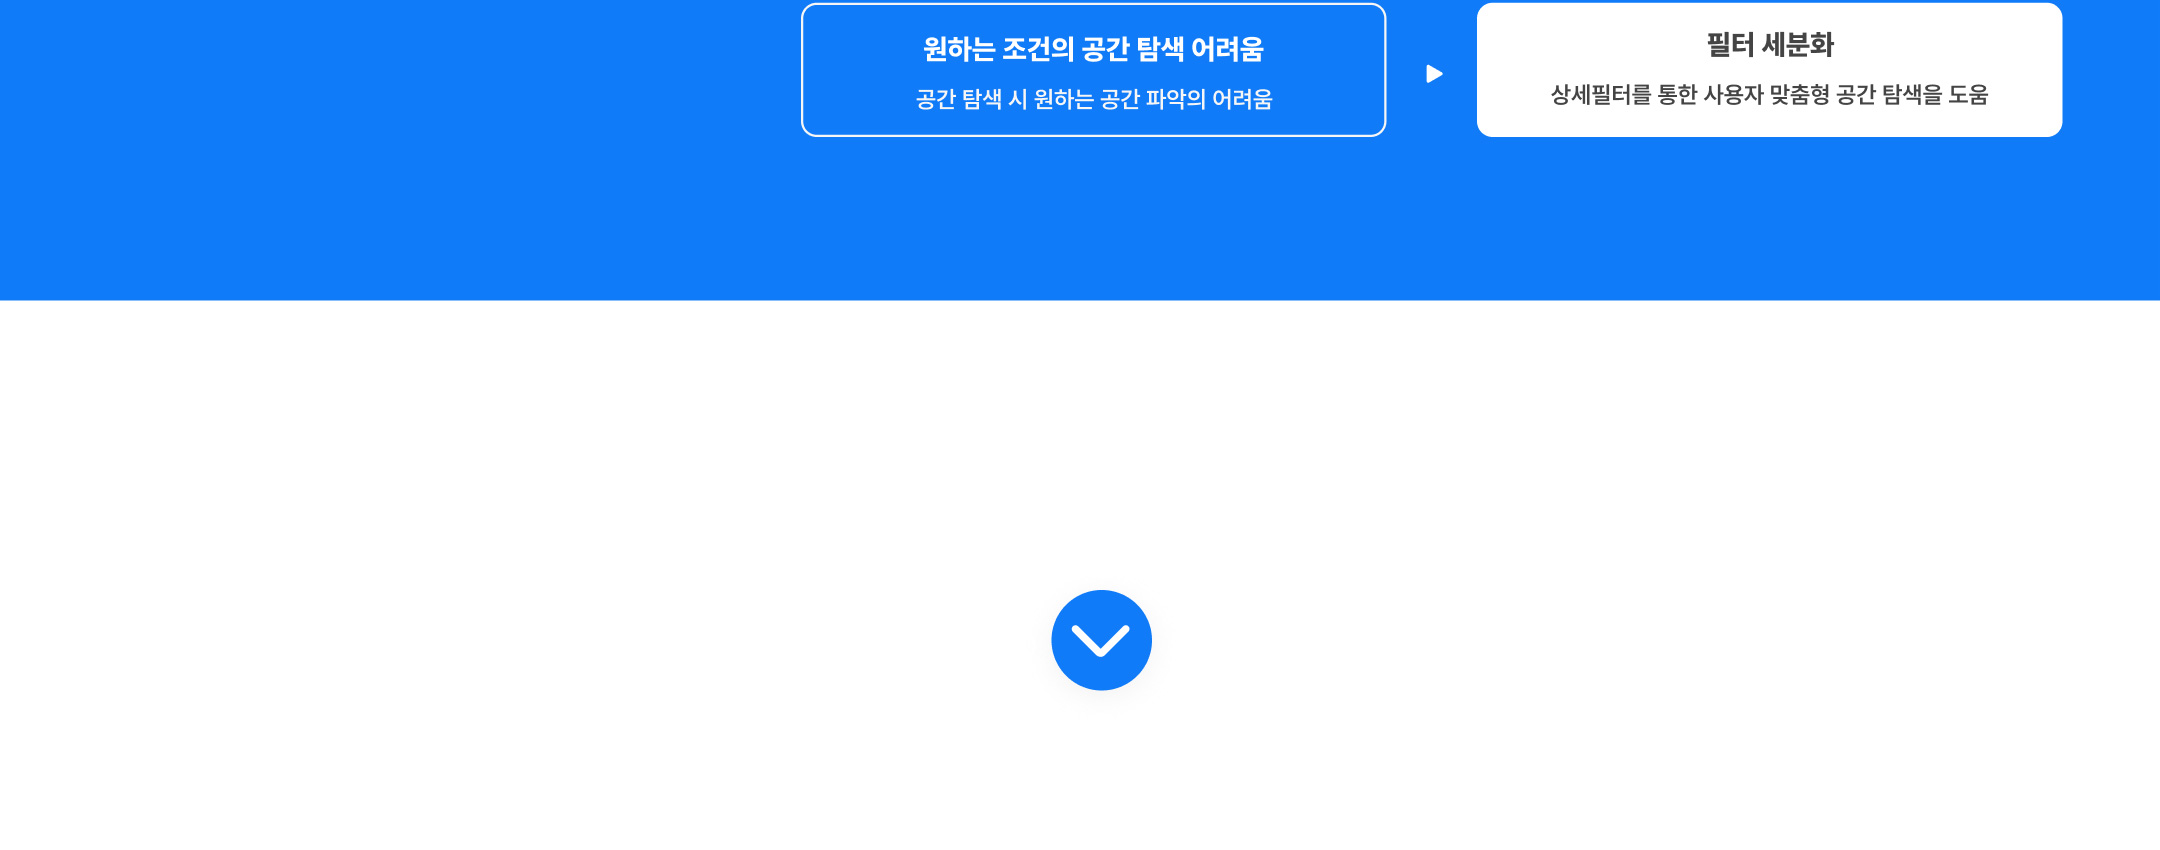 원하는 조건의 공간 탐색 어려움
공간 탐색 시 원하는 공간 파악의 어려움
필터 세분화
상세필터를 통한 사용자 맞춤형 공간 탐색을 도움